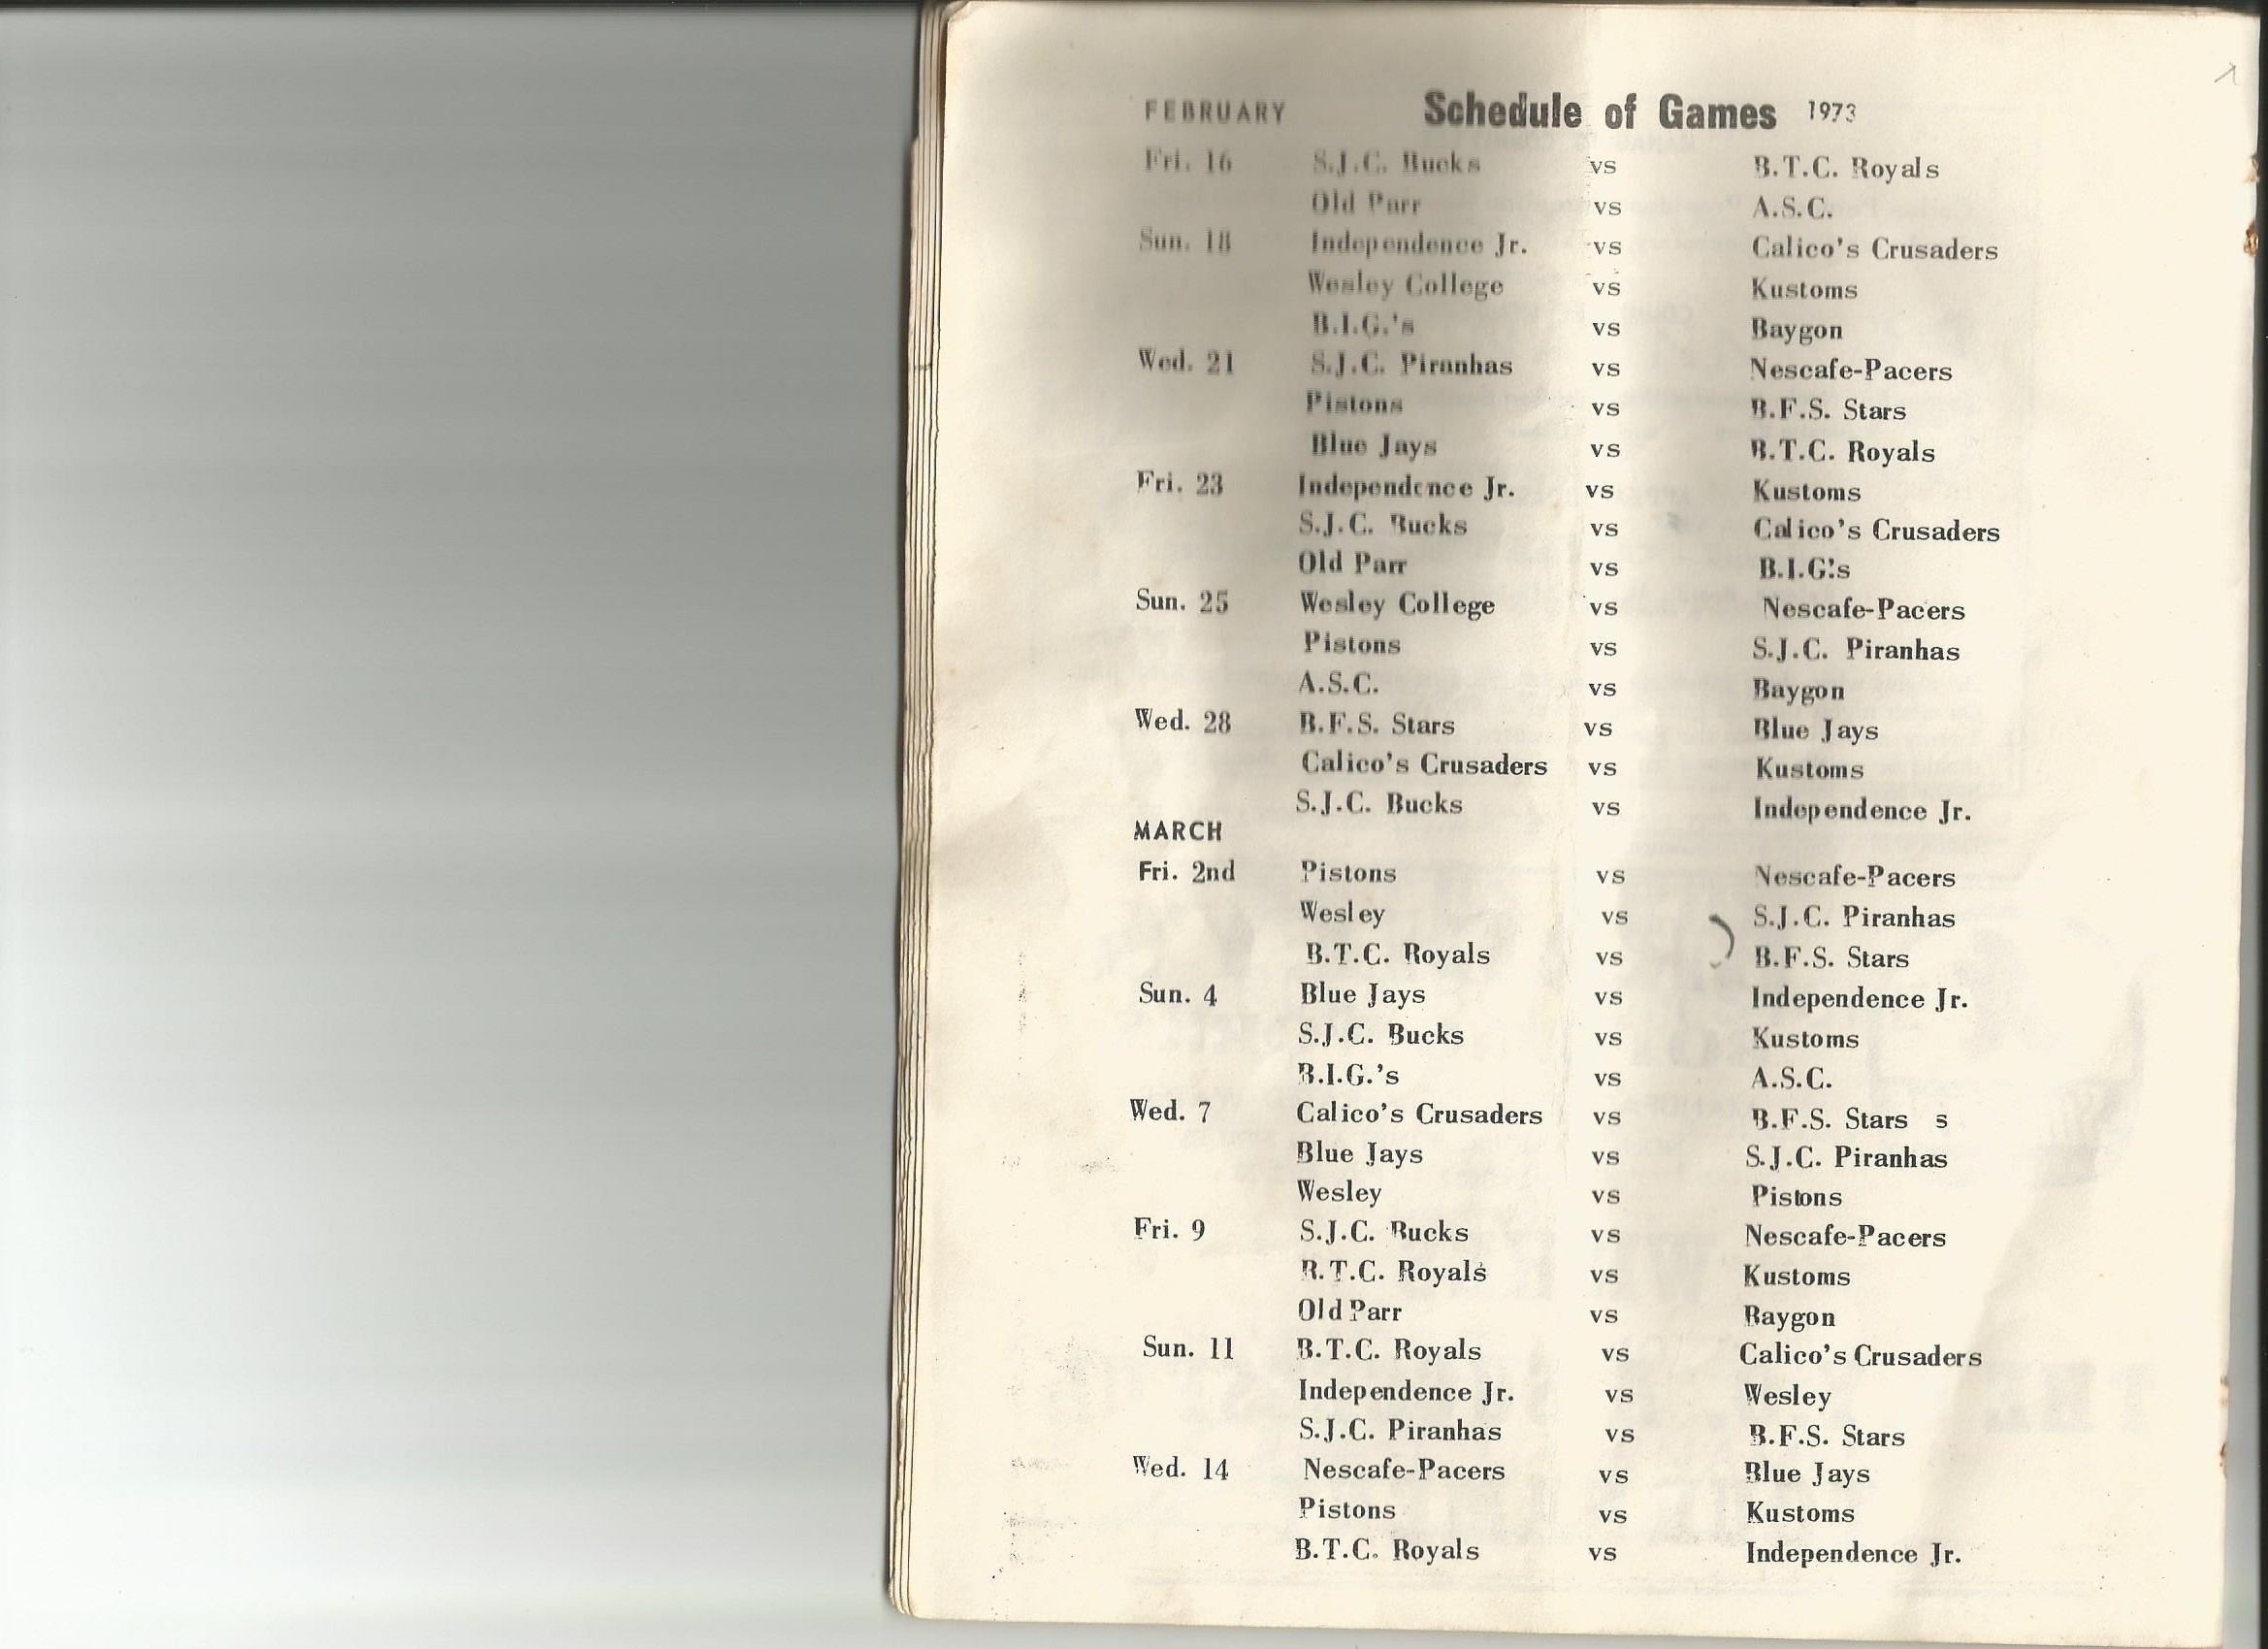 FEBRUARY Schedule of Games 1973
Fri. 16 S.J.C. Bucks vs B.T.C. Royals
Old Parr vs A.S.C.
Sun. 18 Independence Jr. vs Calico's Crusaders
Wesley College vs Kustoms
B.I.G.'s vs Baygon
Wed. 21 S.J.C. Piranhas vs Nescafe-Pacers
Pistons vs B.F.S. Stars
Blue Jays vs B.T.C. Royals
Fri. 23 Independence Jr. vs Kustoms
S.J.C. Bucks vs Calico's Crusaders
Old Parr vs B.I.G.'s
Sun. 25 Wesley College vs Nescafe-Pacers
Pistons vs S.J.C. Piranhas
A.S.C. vs Baygon
Wed. 28 B.F.S. Stars vs Blue Jays
Calico's Crusaders vs Kustoms
S.J.C. Bucks vs Independence Jr.
MARCH
Fri. 2nd Pistons vs Nescafe-Pacers
Wesley vs S.J.C. Piranhas
B.T.C. Royals vs B.F.S. Stars
Sun. 4 Blue Jays vs Independence Jr.
S.J.C. Bucks vs Kustoms
B.I.G.'s vs A.S.C.
Wed. 7 Calico's Crusaders vs B.F.S. Stars s
Blue Jays vs S.J.C. Piranhas
Wesley vs Pistons
Fri. 9 S.J.C. Bucks vs Nescafe-Pacers
B.T.C. Royals vs Kustoms
Old Parr vs Baygon
Sun. 11 B.T.C. Royals vs Calico's Crusaders
Independence Jr. vs Wesley
S.J.C. Piranhas vs B.F.S. Stars
Wed. 14 Nescafe-Pacers vs Blue Jays
Pistons vs Kustoms
B.T.C. Royals vs Independence Jr.